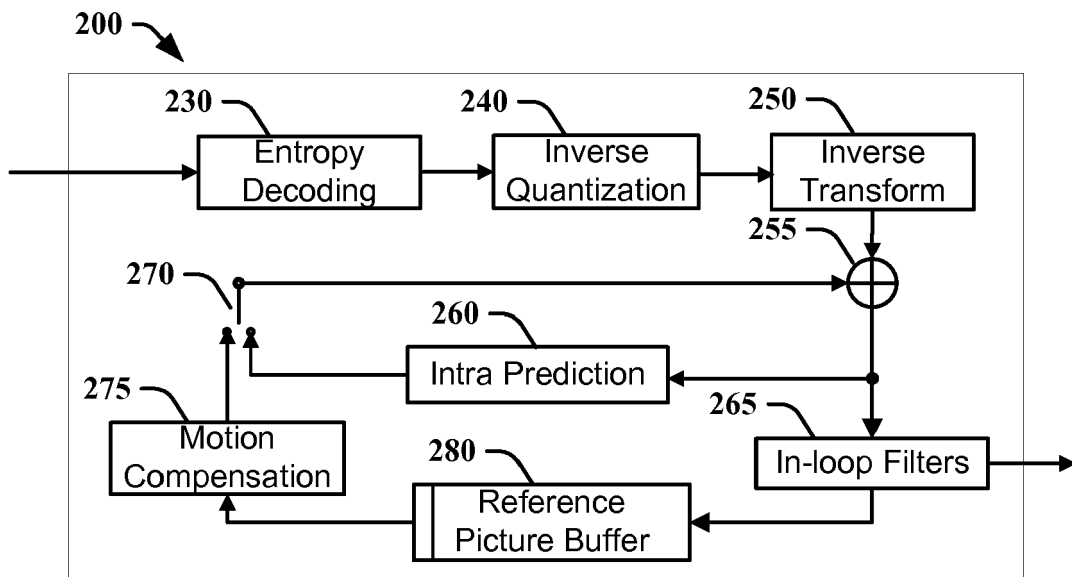 200
230
240
250
Entropy
Decoding
Inverse
Quantization
Inverse
Transform
255
270
260
Intra Prediction
275
265
Motion
Compensation
280
In-loop Filters
Reference
Picture Buffer